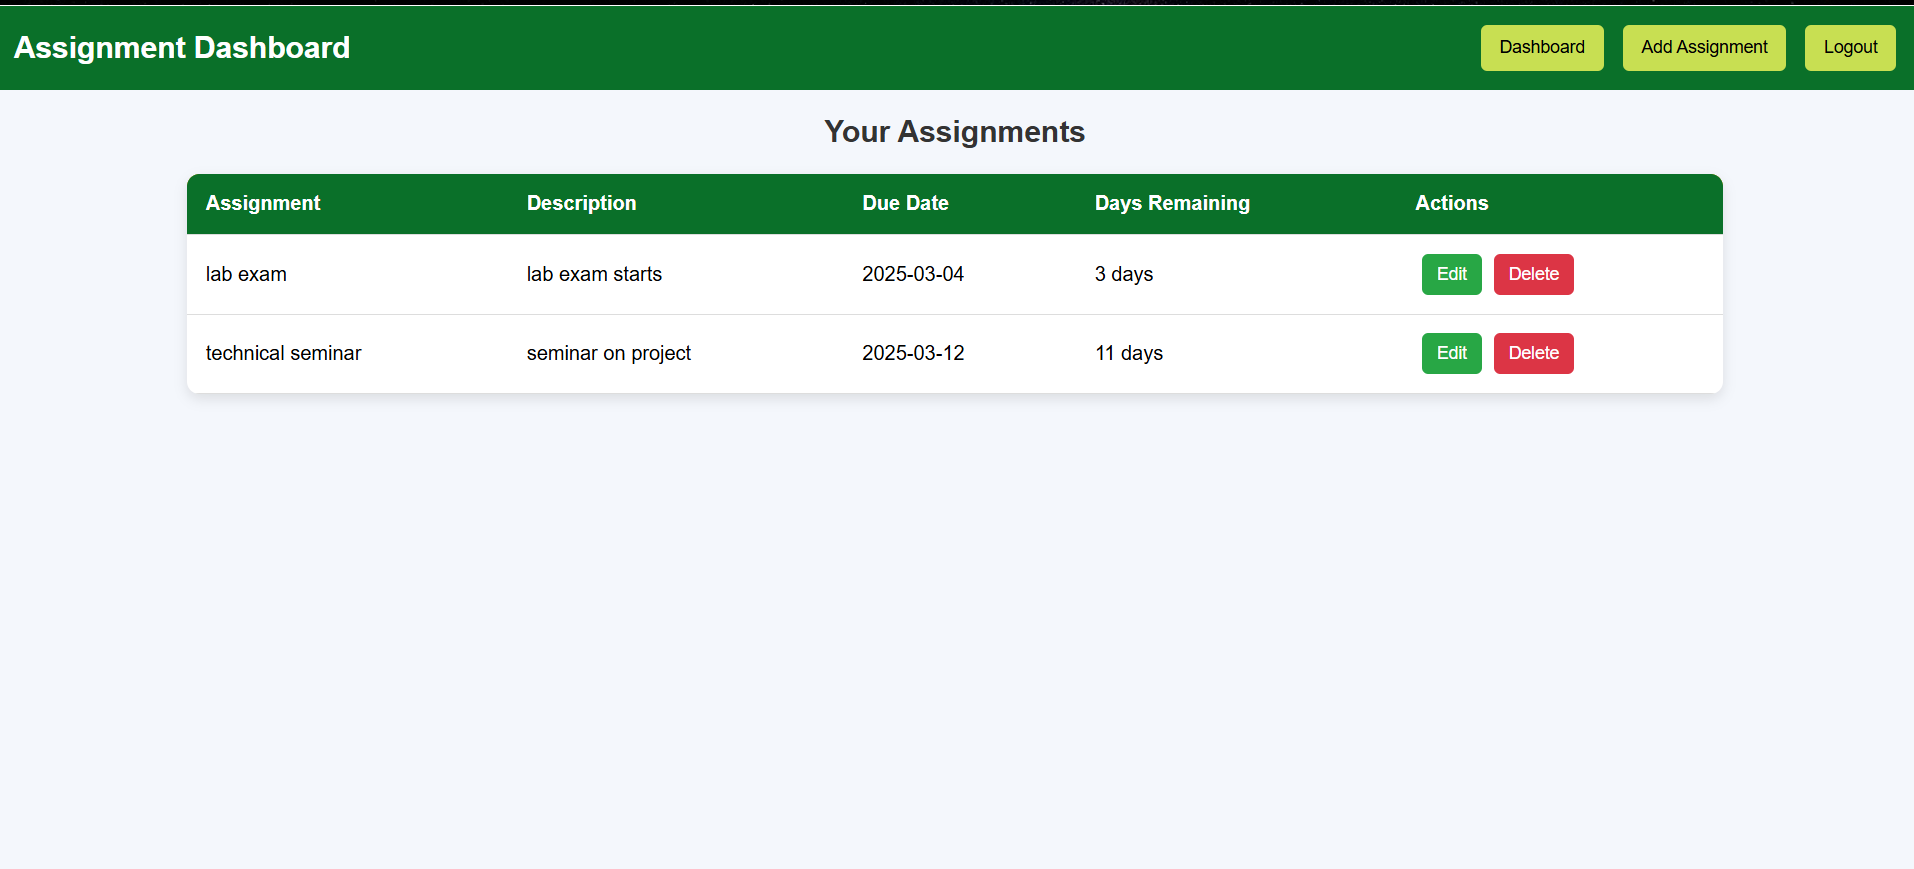 Assignment Dashboard Dashboard Add Assignment Logout
Your Assignments
Assignment Description Due Date Days Remaining Actions
lab exam lab exam starts 2025-03-04 3 days Edit Delete
technical seminar seminar on project 2025-03-12 11 days Edit Delete